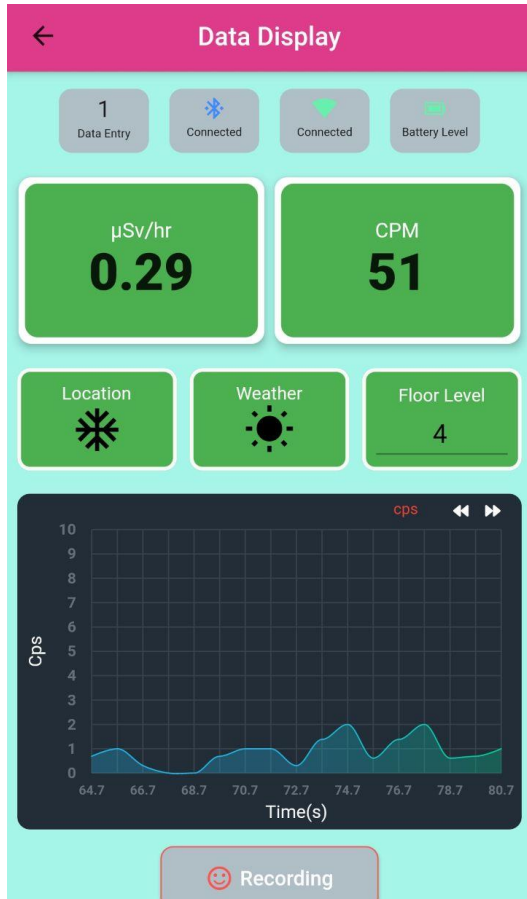 Data Display
1
Data Entry
Connected
Connected
Battery Level
µSv/hr
0.29
CPM
51
Location
Weather
Floor Level
4
cps
10
9
8
7
6
5
4
3
2
1
0
Cps
64.7 66.7 68.7 70.7 72.7 74.7 76.7 78.7 80.7
Time(s)
Recording